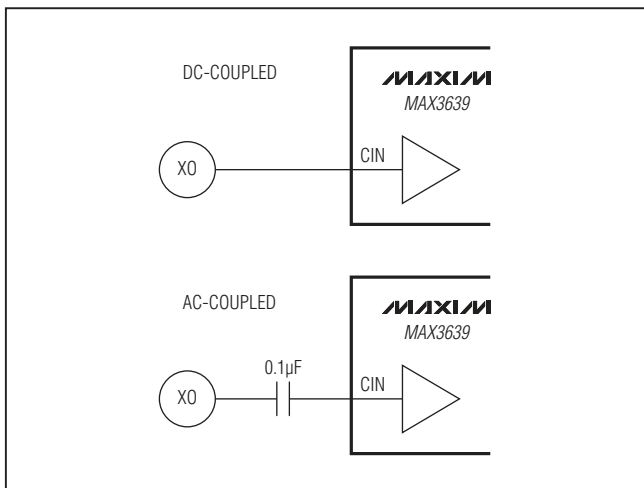 DC-COUPLED
MAXIM
MAX3639
XO
CIN
AC-COUPLED
MAXIM
MAX3639
0.1µF
XO
CIN